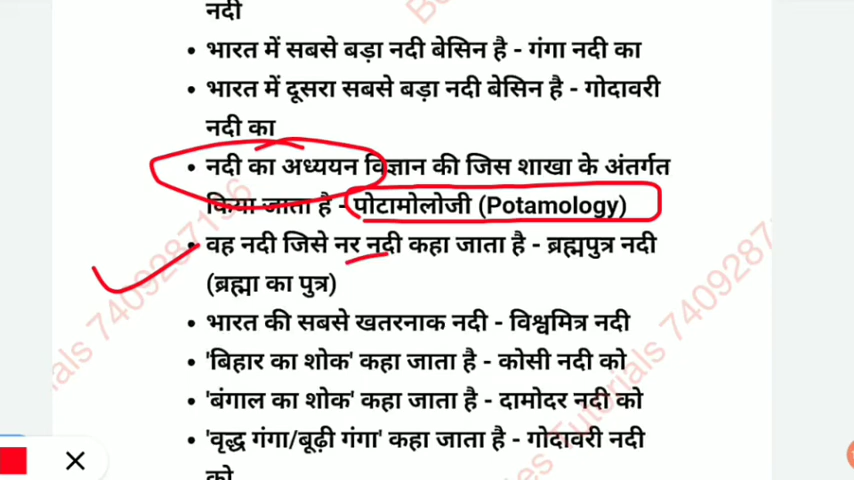 नदी
• भारत में सबसे बड़ा नदी बेसिन है - गंगा नदी का
• भारत में दूसरा सबसे बड़ा नदी बेसिन है - गोदावरी
नदी का
• नदी का अध्ययन विज्ञान की जिस शाखा के अंतर्गत
किया जाता है - पोटामोलोजी (Potamology)
• वह नदी जिसे नर नदी कहा जाता है - ब्रह्मपुत्र नदी
(ब्रह्मा का पुत्र)
• भारत की सबसे खतरनाक नदी - विश्वमित्र नदी
• 'बिहार का शोक' कहा जाता है - कोसी नदी को
• 'बंगाल का शोक' कहा जाता है - दामोदर नदी को
• 'वृद्ध गंगा/बूढ़ी गंगा' कहा जाता है - गोदावरी नदी
को